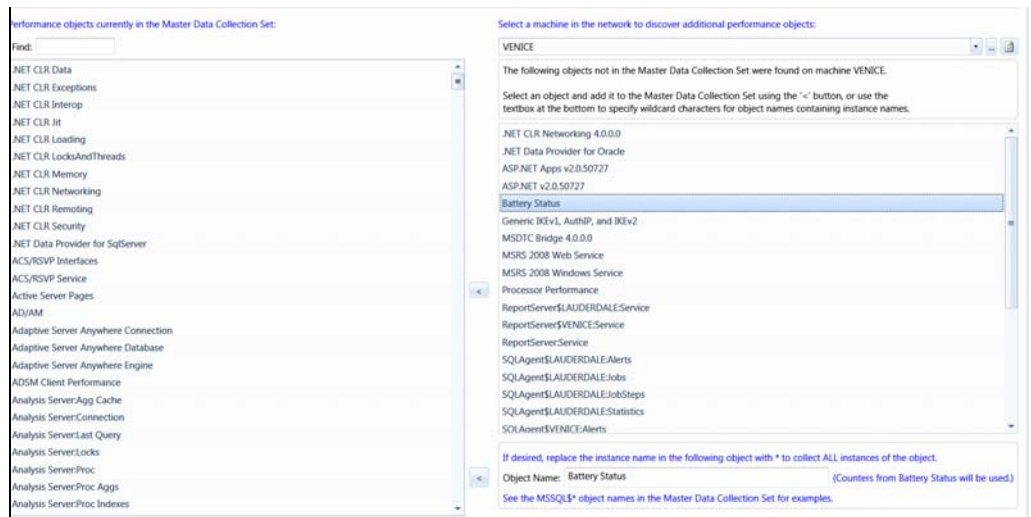 Performance objects currently in the Master Data Collection Set:
Find:
.NET CLR Data
.NET CLR Exceptions
.NET CLR Interop
.NET CLR Jit
.NET CLR Loading
.NET CLR LocksAndThreads
.NET CLR Memory
.NET CLR Networking
.NET CLR Remoting
.NET CLR Security
.NET Data Provider for SqlServer
ACS/RSVP Interfaces
ACS/RSVP Service
Active Server Pages
AD/AM
Adaptive Server Anywhere Connection
Adaptive Server Anywhere Database
Adaptive Server Anywhere Engine
ADSM Client Performance
Analysis Server:Agg Cache
Analysis Server:Connection
Analysis Server:Last Query
Analysis Server:Locks
Analysis Server:Proc
Analysis Server:Proc Aggs
Analysis Server:Proc Indexes
<
<
Select a machine in the network to discover additional performance objects:
VENICE
...
The following objects not in the Master Data Collection Set were found on machine VENICE.
Select an object and add it to the Master Data Collection Set using the '<' button, or use the
textbox at the bottom to specify wildcard characters for object names containing instance names.
.NET CLR Networking 4.0.0.0
.NET Data Provider for Oracle
ASP.NET Apps v2.0.50727
ASP.NET v2.0.50727
Battery Status
Generic IKEv1, AuthIP, and IKEv2
MSDTC Bridge 4.0.0.0
MSRS 2008 Web Service
MSRS 2008 Windows Service
Processor Performance
ReportServer$LAUDERDALE:Service
ReportServer$VENICE:Service
ReportServer:Service
SQLAgent$LAUDERDALE:Alerts
SQLAgent$LAUDERDALE:Jobs
SQLAgent$LAUDERDALE:JobSteps
SQLAgent$LAUDERDALE:Statistics
SQLAgent$VENICE:Alerts
If desired, replace the instance name in the following object with * to collect ALL instances of the object.
Object Name: Battery Status (Counters from Battery Status will be used.)
See the MSSQL$* object names in the Master Data Collection Set for examples.